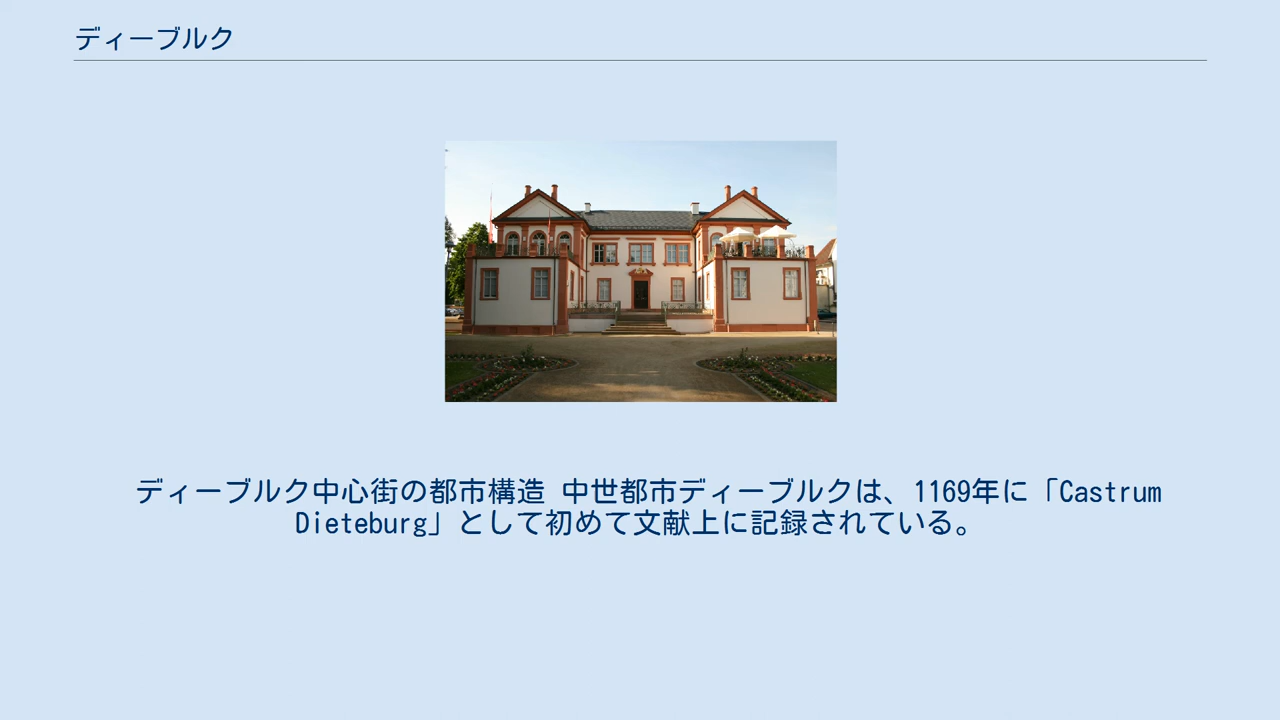 ディーブルク
ディーブルク中心街の都市構造 中世都市ディーブルクは、1169年に「Castrum
Dieteburg」として初めて文献上に記録されている。